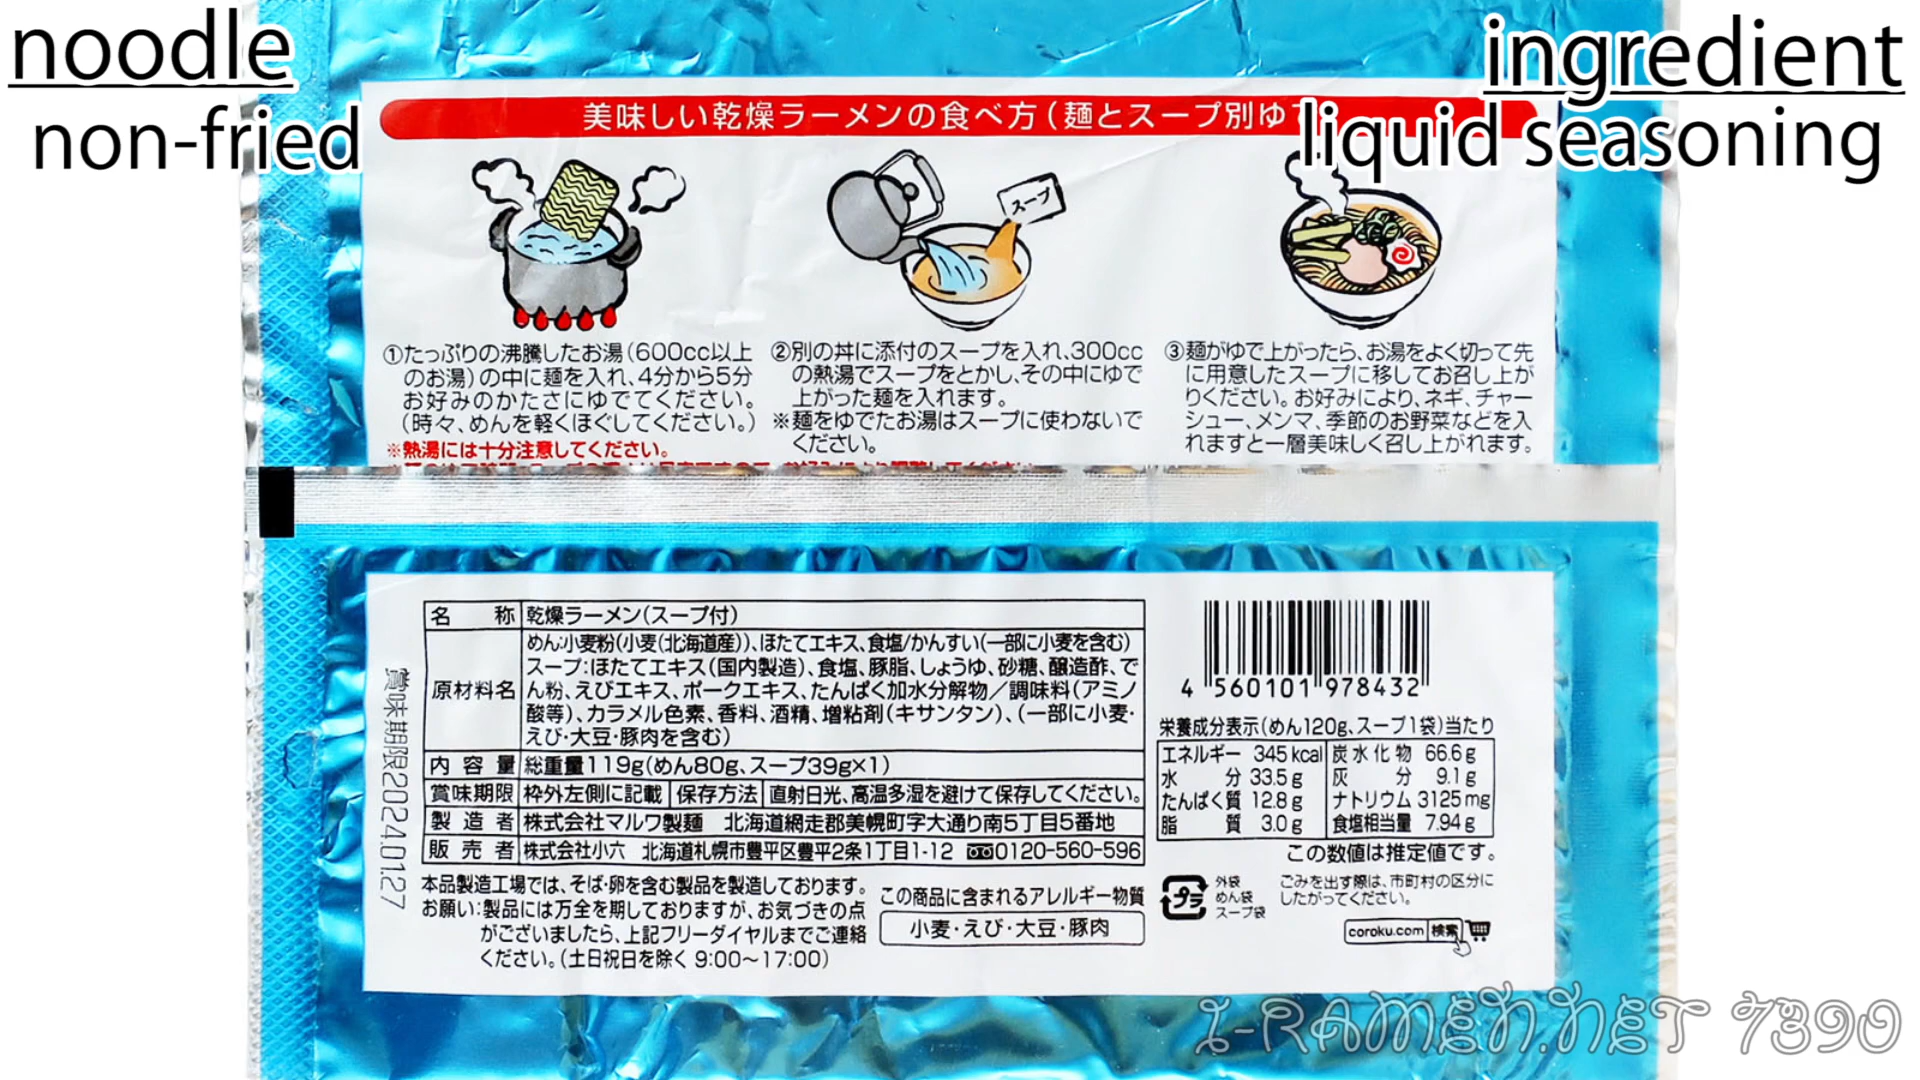 noodle
non-fried
ingredient
liquid seasoning
美味しい乾燥ラーメンの食べ方(麺とスープ別ゆ
スープ
①たっぷりの沸騰したお湯(600cc以上
のお湯)の中に麺を入れ、4分から5分
お好みのかたさにゆでてください。
(時々、めんを軽くほぐしてください。)
※熱湯には十分注意してください。
②別の丼に添付のスープを入れ、300cc
の熱湯でスープをとかし、その中にゆで
上がった麺を入れます。
※麺をゆでたお湯はスープに使わないで
ください。
③麺がゆで上がったら、お湯をよく切って先
に用意したスープに移してお召し上が
りください。お好みにより、ネギ、チャー
シュー、メンマ、季節のお野菜などを入
れますと一層美味しく召し上がれます。
賞味期限2024.01.27
名称 乾燥ラーメン(スープ付)
原材料名
めん:小麦粉(小麦(北海道産))、ほたてエキス、食塩/かんすい(一部に小麦を含む)
スープ:ほたてエキス(国内製造)、食塩、豚脂、しょうゆ、砂糖、醸造酢、で
ん粉、えびエキス、ポークエキス、たんぱく加水分解物/調味料(アミノ
酸等)、カラメル色素、香料、酒精、増粘剤(キサンタン)、(一部に小麦・
えび・大豆・豚肉を含む)
内容量 総重量119g(めん80g、スープ39g×1)
賞味期限 枠外左側に記載 保存方法 直射日光、高温多湿を避けて保存してください。
製造者 株式会社マルワ製麺 北海道網走郡美幌町字大通り南5丁目5番地
販売者 株式会社小六 北海道札幌市豊平区豊平2条1丁目1-12 0120-560-596
本品製造工場では、そば・卵を含む製品を製造しております。
お願い:製品には万全を期しておりますが、お気づきの点
がございましたら、上記フリーダイヤルまでご連絡
ください。(土日祝日を除く 9:00〜17:00)
この商品に含まれるアレルギー物質
小麦・えび・大豆・豚肉
4 560101 978432
栄養成分表示(めん120g、スープ1袋)当たり
エネルギー 345kcal 炭水化物 66.6g
水分 33.5g 灰分 9.1g
たんぱく質 12.8g ナトリウム 3125mg
脂質 3.0g 食塩相当量 7.94g
この数値は推定値です。
プラ
外袋
めん袋
スープ袋
ごみを出す際は、市町村の区分に
したがってください。
coroku.com 検索
I-RAMEN.NET 7390